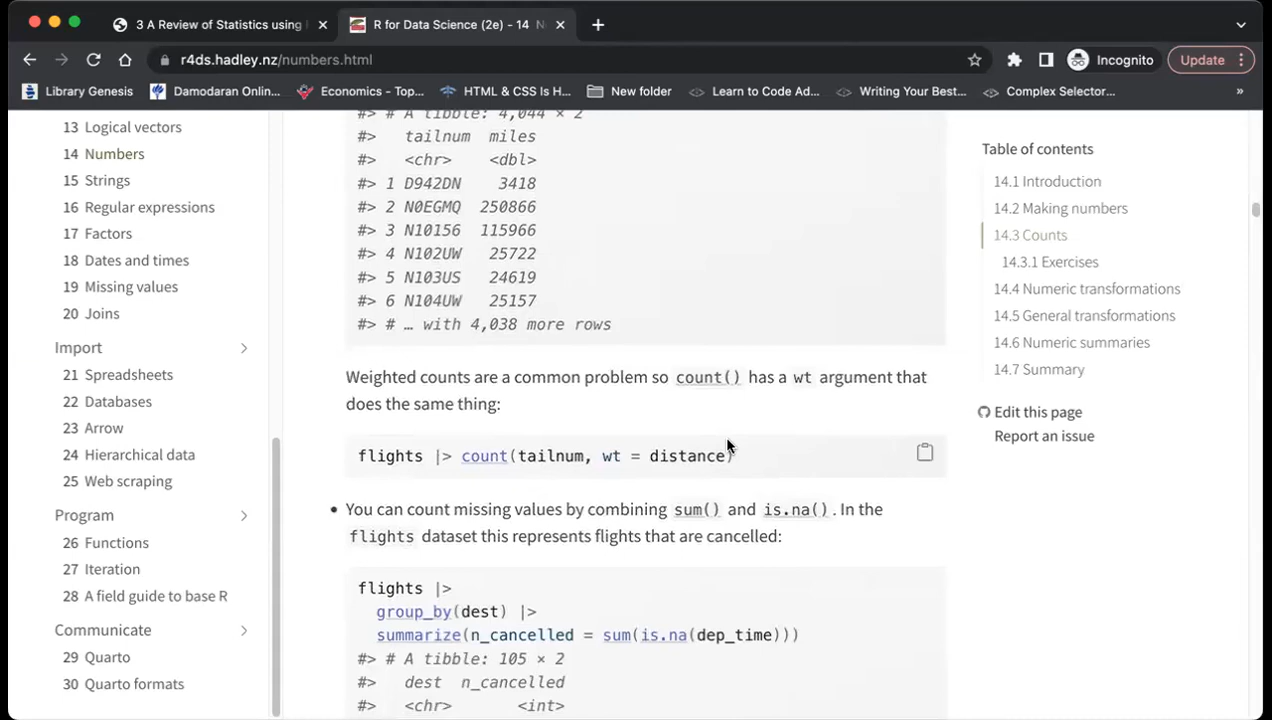 3 A Review of Statistics using
R for Data Science (2e) - 14 N
r4ds.hadley.nz/numbers.html
Incognito
Update
Library Genesis
Damodaran Onlin...
Economics - Top...
HTML & CSS Is H...
New folder
Learn to Code Ad...
Writing Your Best...
Complex Selector...
»
13 Logical vectors
14 Numbers
15 Strings
16 Regular expressions
17 Factors
18 Dates and times
19 Missing values
20 Joins
Import
21 Spreadsheets
22 Databases
23 Arrow
24 Hierarchical data
25 Web scraping
Program
26 Functions
27 Iteration
28 A field guide to base R
Communicate
29 Quarto
30 Quarto formats
#> # A tibble: 4,044 × 2
#> tailnum miles
#> <chr> <dbl>
#> 1 D942DN 3418
#> 2 N0EGMQ 250866
#> 3 N10156 115966
#> 4 N102UW 25722
#> 5 N103US 24619
#> 6 N104UW 25157
#> # … with 4,038 more rows
Weighted counts are a common problem so count() has a wt argument that
does the same thing:
flights |> count(tailnum, wt = distance)
• You can count missing values by combining sum() and is.na(). In the
flights dataset this represents flights that are cancelled:
flights |>
group_by(dest) |>
summarize(n_cancelled = sum(is.na(dep_time)))
#> # A tibble: 105 × 2
#> dest n_cancelled
#> <chr> <int>
Table of contents
14.1 Introduction
14.2 Making numbers
14.3 Counts
14.3.1 Exercises
14.4 Numeric transformations
14.5 General transformations
14.6 Numeric summaries
14.7 Summary
Edit this page
Report an issue